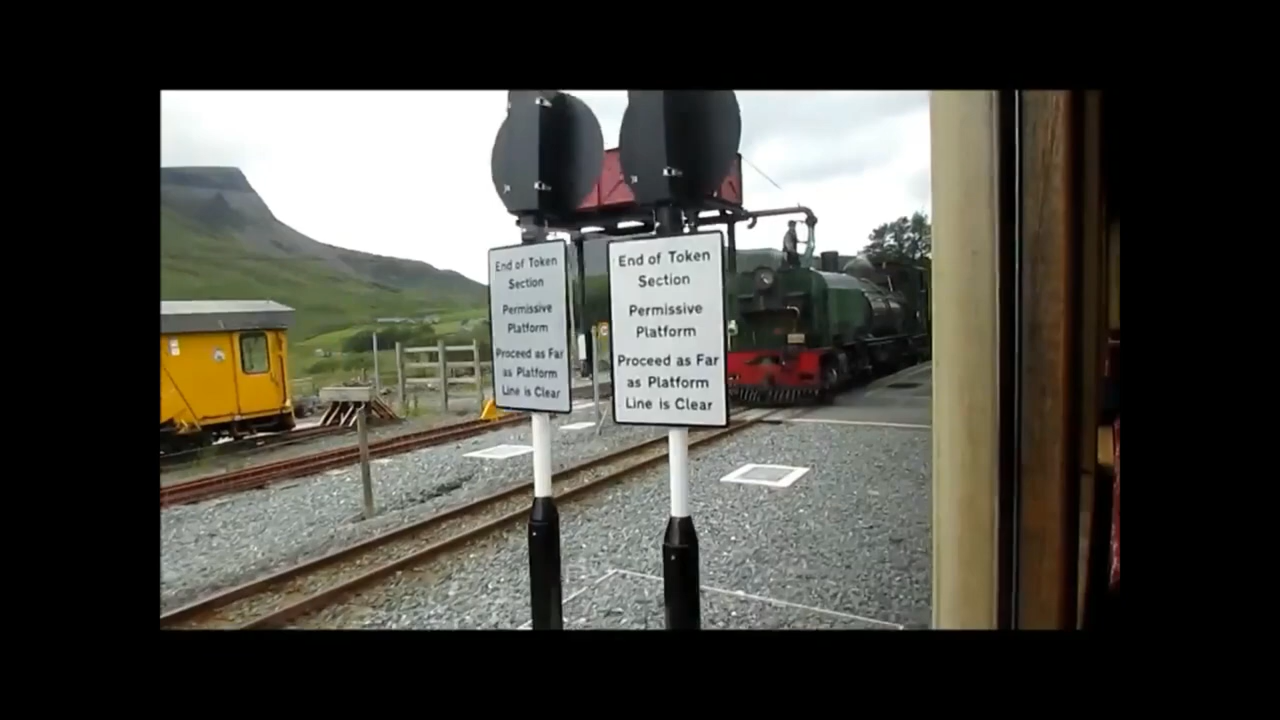 End of Token
Section
Permissive
Platform
Proceed as Far
as Platform
Line is Clear
End of Token
Section
Permissive
Platform
Proceed as Far
as Platform
Line is Clear